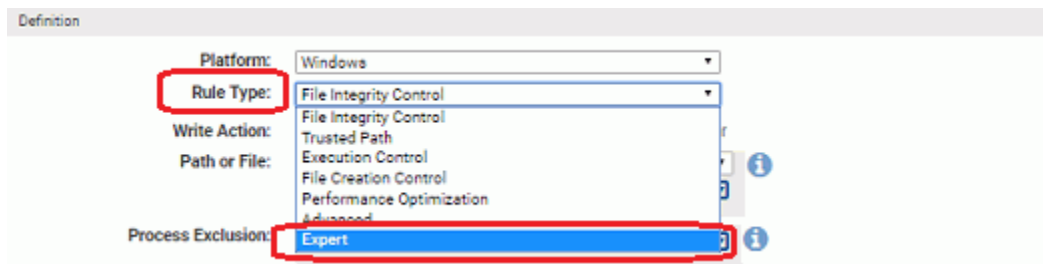 Definition
Platform: Windows
Rule Type: File Integrity Control
File Integrity Control
Write Action: Trusted Path
Path or File: Execution Control
File Creation Control
Performance Optimization
Advanced
Process Exclusion: Expert